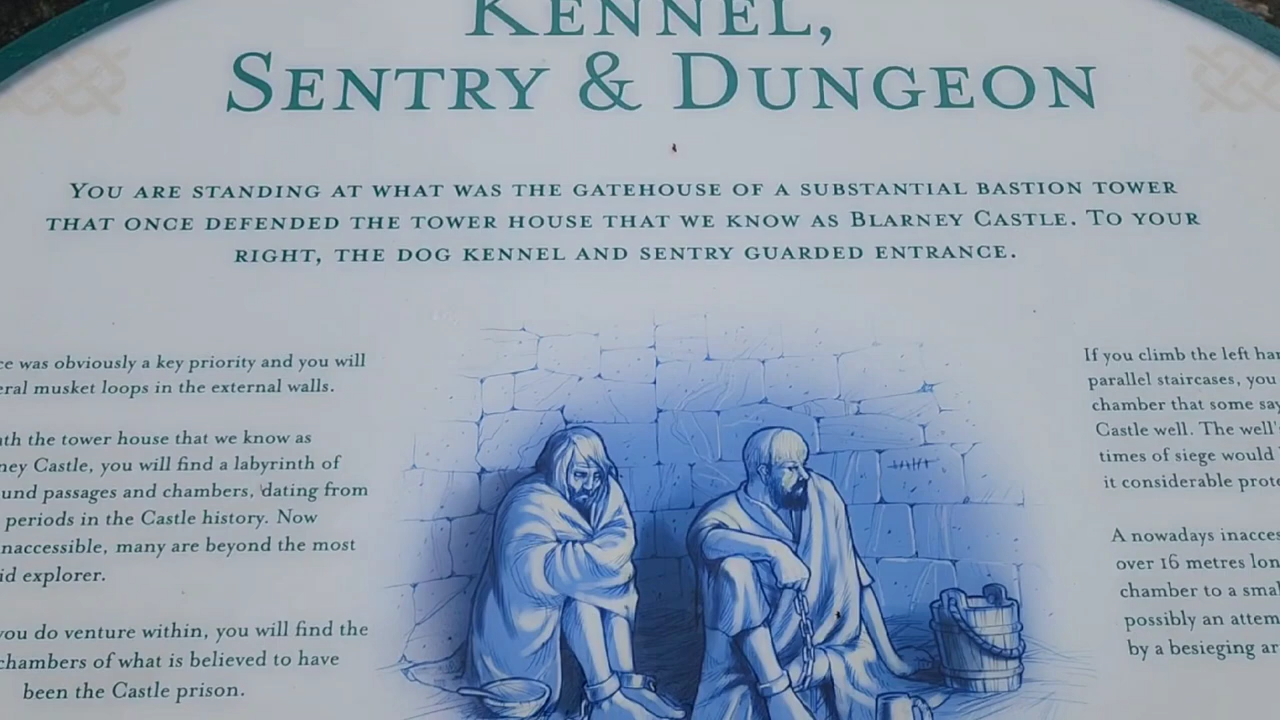 KENNEL,
SENTRY & DUNGEON
YOU ARE STANDING AT WHAT WAS THE GATEHOUSE OF A SUBSTANTIAL BASTION TOWER
THAT ONCE DEFENDED THE TOWER HOUSE THAT WE KNOW AS BLARNEY CASTLE. TO YOUR
RIGHT, THE DOG KENNEL AND SENTRY GUARDED ENTRANCE.
was obviously a key priority and you will
musket loops in the external walls.
the tower house that we know as
Castle, you will find a labyrinth of
passages and chambers, dating from
periods in the Castle history. Now
many are beyond the most
explorer.
you do venture within, you will find the
chambers of what is believed to have
been the Castle prison.
If you climb the left
parallel staircases, you
chamber that some
Castle well. The
times of siege would
it considerable
A nowadays
over 16 metres
chamber to a
possibly an
by a besieging